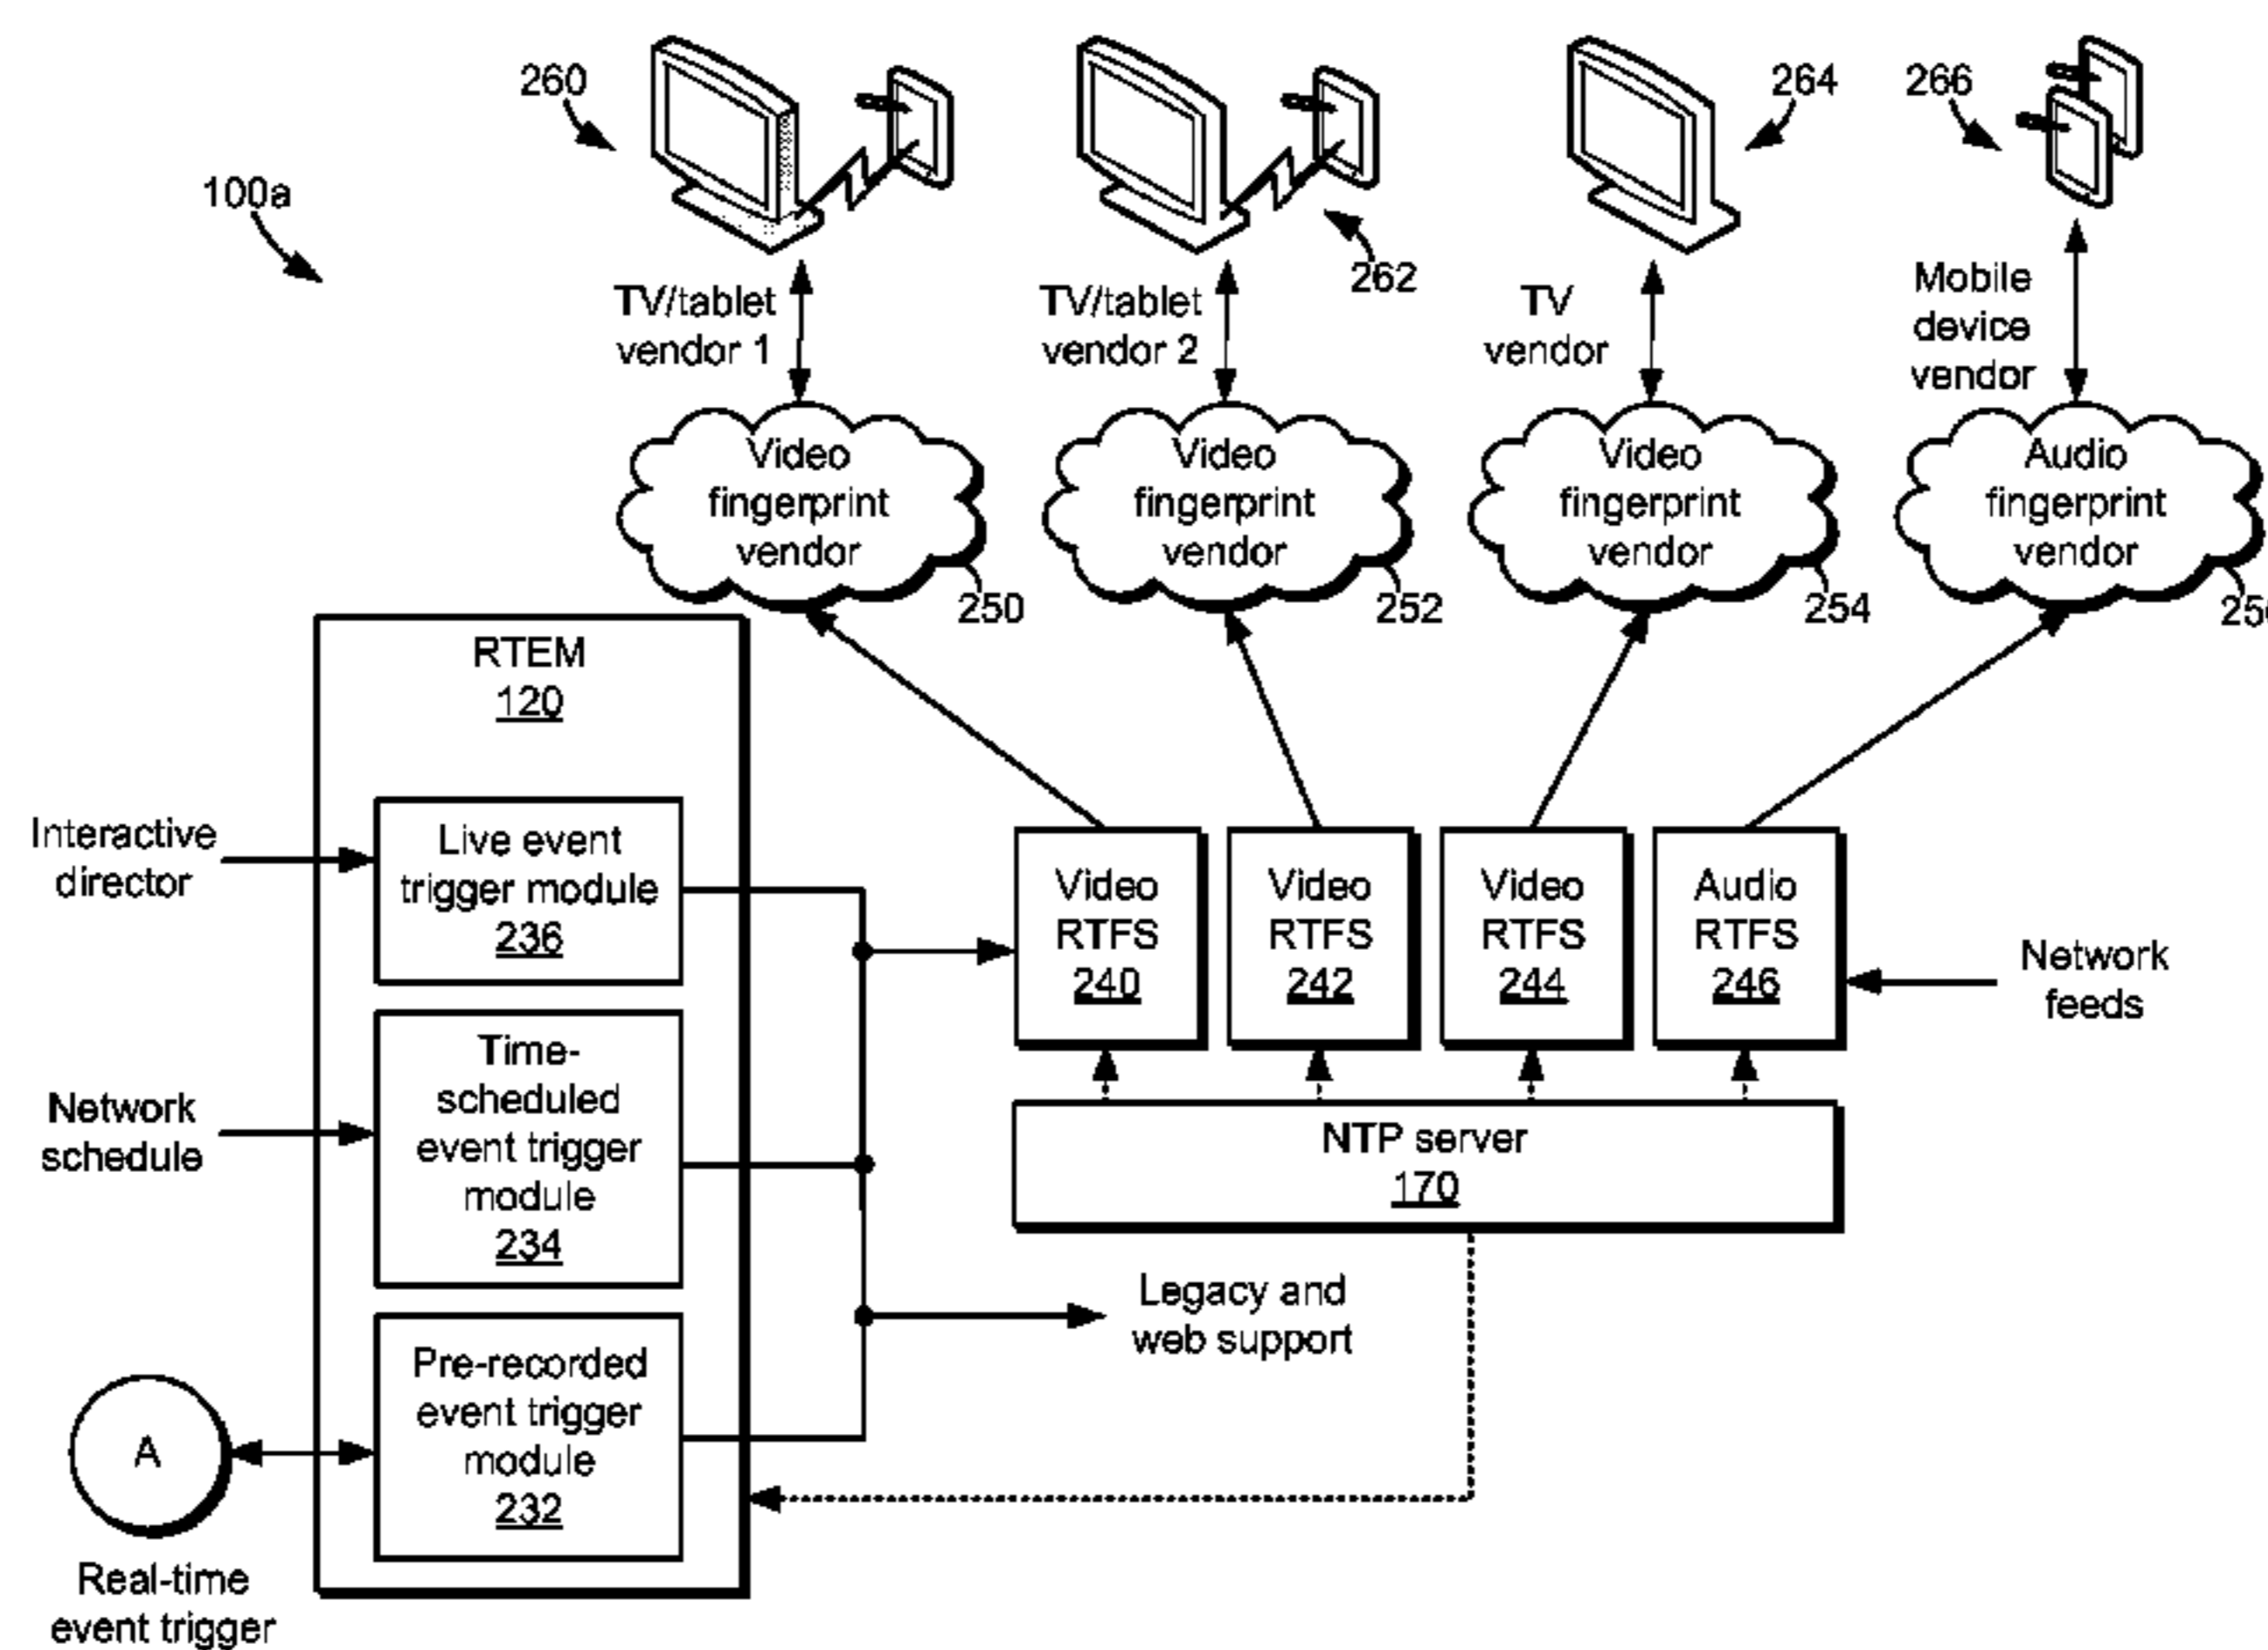 260
264
266
100a
262
TV/tablet
vendor 1
TV/tablet
vendor 2
TV
vendor
Mobile
device
vendor
Video
fingerprint
vendor
Video
fingerprint
vendor
Video
fingerprint
vendor
Audio
fingerprint
vendor
250
252
254
RTEM
120
Interactive
director
Live event
trigger module
236
Video
RTFS
240
Video
RTFS
242
Video
RTFS
244
Audio
RTFS
246
Network
feeds
Network
schedule
Time-
scheduled
event trigger
module
234
NTP server
170
Legacy and
web support
Pre-recorded
event trigger
module
232
A
Real-time
event trigger